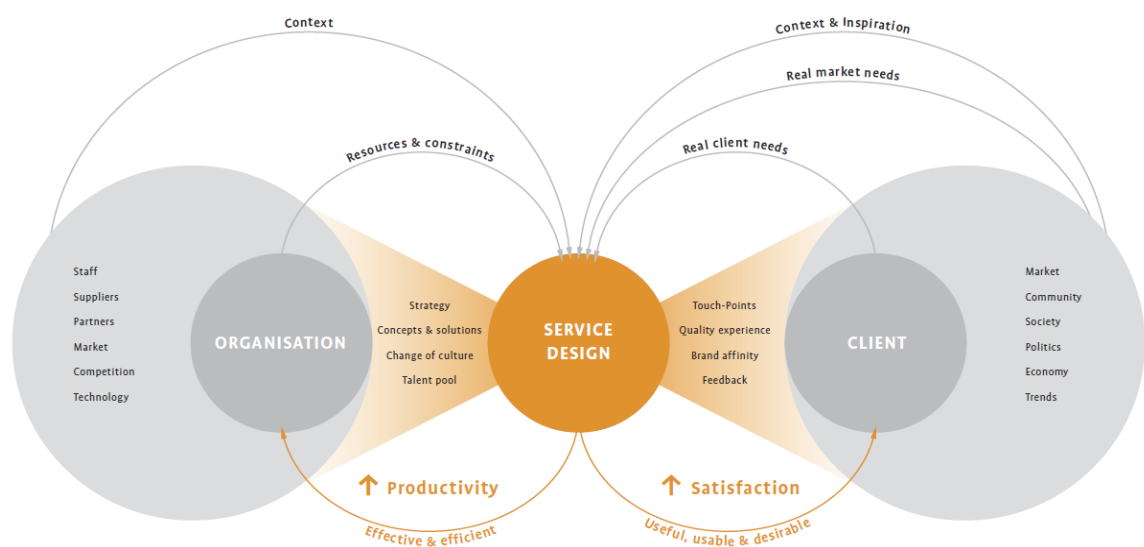 Context
Context & Inspiration
Real market needs
Resources & constraints
Real client needs
Staff
Suppliers
Partners
Market
Competition
Technology
ORGANISATION
Strategy
Concepts & solutions
Change of culture
Talent pool
SERVICE
DESIGN
Touch-Points
Quality experience
Brand affinity
Feedback
CLIENT
Market
Community
Society
Politics
Economy
Trends
Productivity
Effective & efficient
Satisfaction
Useful, usable & desirable